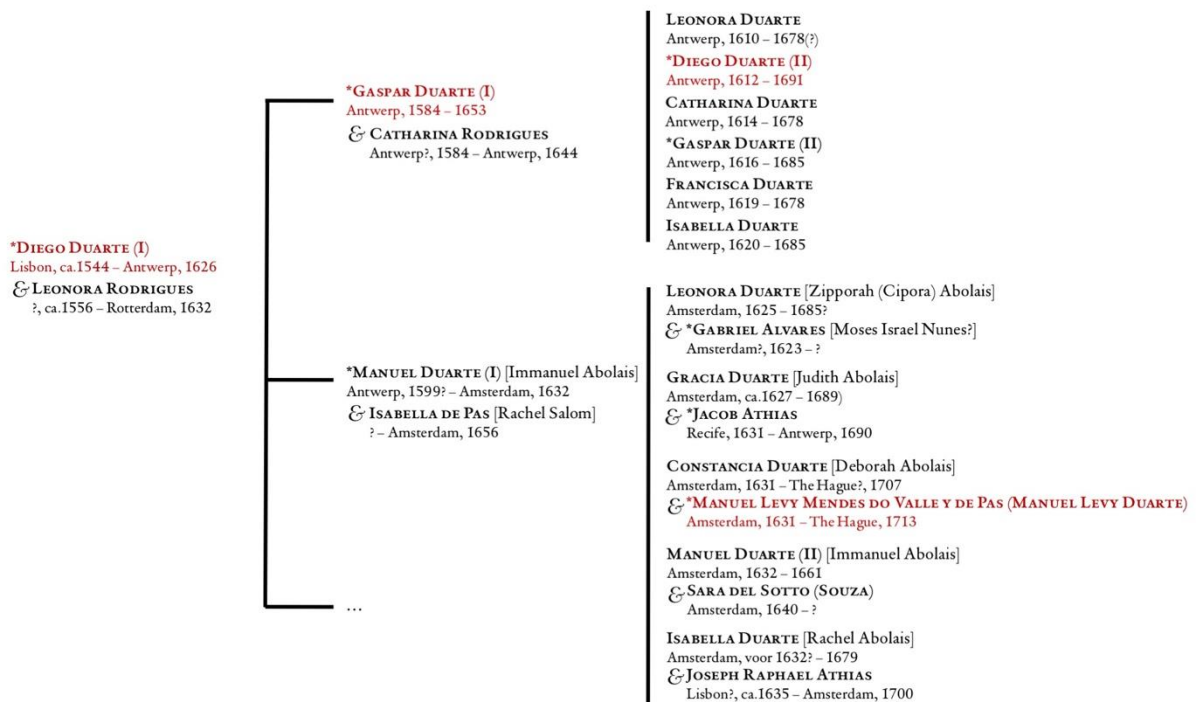 *Diego Duarte (I)
Lisbon, ca.1544 – Antwerp, 1626
& Leonora Rodrigues
?, ca.1556 – Rotterdam, 1632
*Gaspar Duarte (I)
Antwerp, 1584 – 1653
& Catharina Rodrigues
Antwerp?, 1584 – Antwerp, 1644
*Manuel Duarte (I) [Immanuel Abolais]
Antwerp, 1599? – Amsterdam, 1632
& Isabella de Pas [Rachel Salom]
? – Amsterdam, 1656
...
Leonora Duarte
Antwerp, 1610 – 1678(?)
*Diego Duarte (II)
Antwerp, 1612 – 1691
Catharina Duarte
Antwerp, 1614 – 1678
*Gaspar Duarte (II)
Antwerp, 1616 – 1685
Francisca Duarte
Antwerp, 1619 – 1678
Isabella Duarte
Antwerp, 1620 – 1685
Leonora Duarte [Zipporah (Cipora) Abolais]
Amsterdam, 1625 – 1685?
& *Gabriel Alvares [Moses Israel Nunes?]
Amsterdam?, 1623 – ?
Gracia Duarte [Judith Abolais]
Amsterdam, ca.1627 – 1689)
& *Jacob Athias
Recife, 1631 – Antwerp, 1690
Constancia Duarte [Deborah Abolais]
Amsterdam, 1631 – The Hague?, 1707
& *Manuel Levy Mendes do Valle y de Pas (Manuel Levy Duarte)
Amsterdam, 1631 – The Hague, 1713
Manuel Duarte (II) [Immanuel Abolais]
Amsterdam, 1632 – 1661
& Sara del Sotto (Souza)
Amsterdam, 1640 – ?
Isabella Duarte [Rachel Abolais]
Amsterdam, voor 1632? – 1679
& Joseph Raphael Athias
Lisbon?, ca.1635 – Amsterdam, 1700